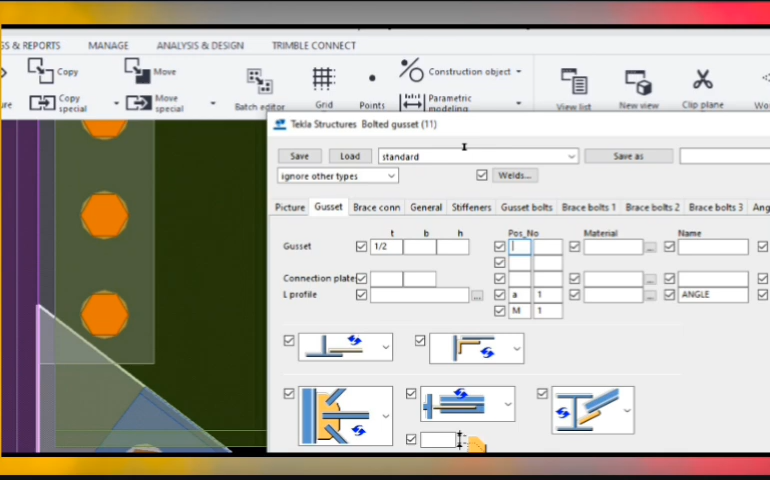 GS & REPORTS MANAGE ANALYSIS & DESIGN TRIMBLE CONNECT
Copy Move Construction object
Copy special Move special Batch editor Grid Points Parametric modeling View list New view Clip plane
Tekla Structures Bolted gusset (11)
Save Load standard Save as
ignore other types Welds...
Picture Gusset Brace conn General Stiffeners Gusset bolts Brace bolts 1 Brace bolts 2 Brace bolts 3
t b h Pos_No Material Name
Gusset 1/2
Connection plate
L profile ... a 1 ... ANGLE
M 1